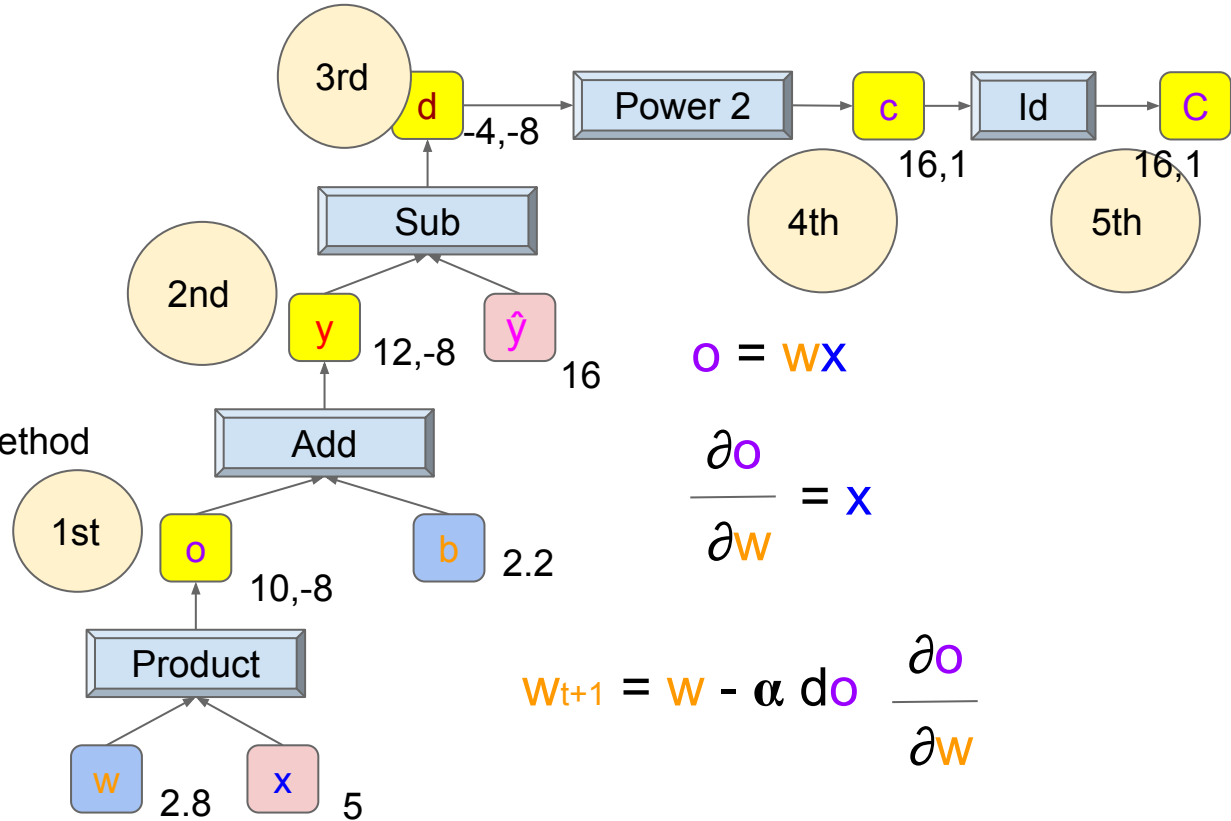 3rd
d
-4,-8
Power 2
c
16,1
Id
C
16,1
4th
5th
Sub
2nd
y
12,-8
ŷ
16
o = wx
ethod
Add
∂o
∂w
= x
1st
o
10,-8
b
2.2
Product
wt+1 = w - α do ∂o
∂w
w
2.8
x
5